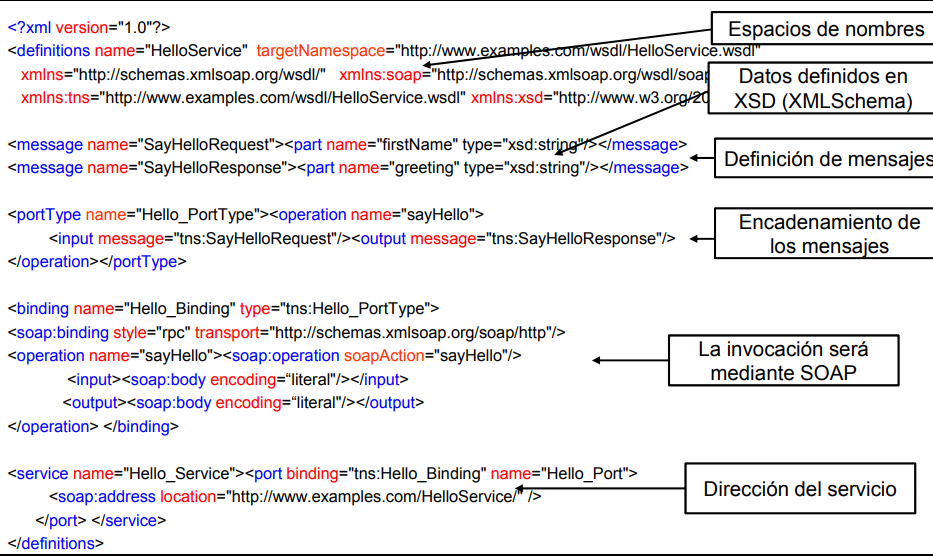 <?xml version="1.0"?>
Espacios de nombres
<definitions name="HelloService" targetNamespace="http://www.examples.com/wsdl/HelloService.wsdl"
xmlns="http://schemas.xmlsoap.org/wsdl/" xmlns:soap="http://schemas.xmlsoap.org/wsdl/soap
Datos definidos en
XSD (XMLSchema)
xmlns:tns="http://www.examples.com/wsdl/HelloService.wsdl" xmlns:xsd="http://www.w3.org/20
<message name="SayHelloRequest"><part name="firstName" type="xsd:string"/></message>
<message name="SayHelloResponse"><part name="greeting" type="xsd:string"/></message>
Definición de mensajes
<portType name="Hello_PortType"><operation name="sayHello">
<input message="tns:SayHelloRequest"/><output message="tns:SayHelloResponse"/>
</operation></portType>
Encadenamiento de
los mensajes
<binding name="Hello_Binding" type="tns:Hello_PortType">
<soap:binding style="rpc" transport="http://schemas.xmlsoap.org/soap/http"/>
<operation name="sayHello"><soap:operation soapAction="sayHello"/>
<input><soap:body encoding=“literal"/></input>
<output><soap:body encoding=“literal"/></output>
</operation> </binding>
La invocación será
mediante SOAP
<service name="Hello_Service"><port binding="tns:Hello_Binding" name="Hello_Port">
<soap:address location="http://www.examples.com/HelloService/" />
</port> </service>
</definitions>
Dirección del servicio